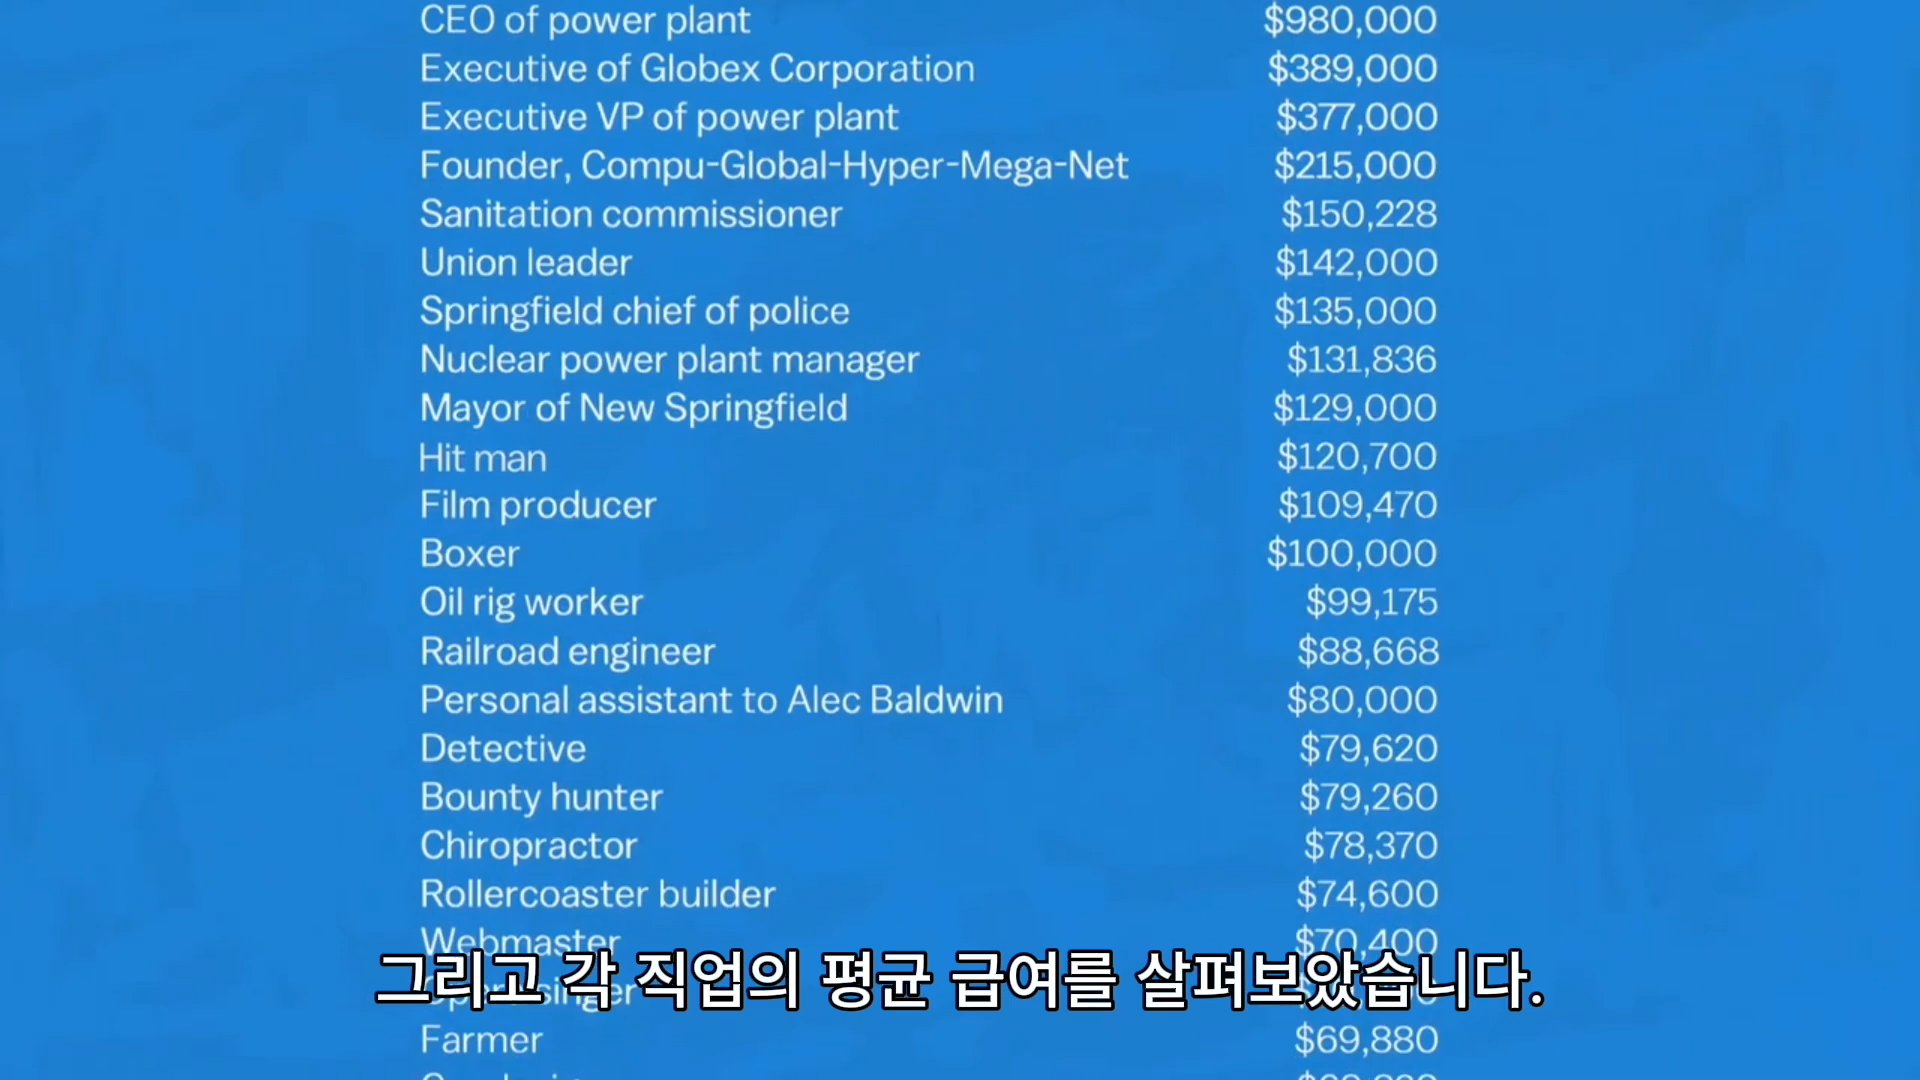 CEO of power plant $980,000
Executive of Globex Corporation $389,000
Executive VP of power plant $377,000
Founder, Compu-Global-Hyper-Mega-Net $215,000
Sanitation commissioner $150,228
Union leader $142,000
Springfield chief of police $135,000
Nuclear power plant manager $131,836
Mayor of New Springfield $129,000
Hit man $120,700
Film producer $109,470
Boxer $100,000
Oil rig worker $99,175
Railroad engineer $88,668
Personal assistant to Alec Baldwin $80,000
Detective $79,620
Bounty hunter $79,260
Chiropractor $78,370
Rollercoaster builder $74,600
Webmaster $70,400
그리고 각 직업의 평균 급여를 살펴보았습니다.
Farmer $69,880